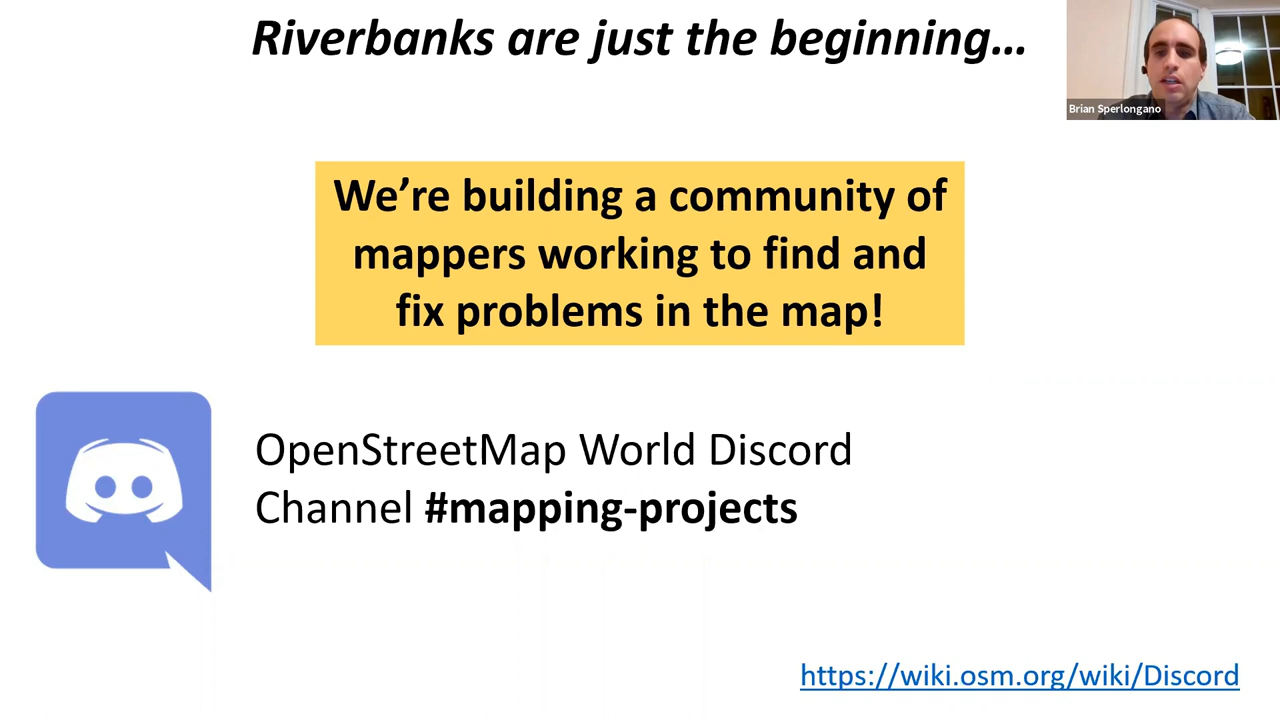 Riverbanks are just the beginning…
Brian Sperlongano
We’re building a community of
mappers working to find and
fix problems in the map!
OpenStreetMap World Discord
Channel #mapping-projects
https://wiki.osm.org/wiki/Discord